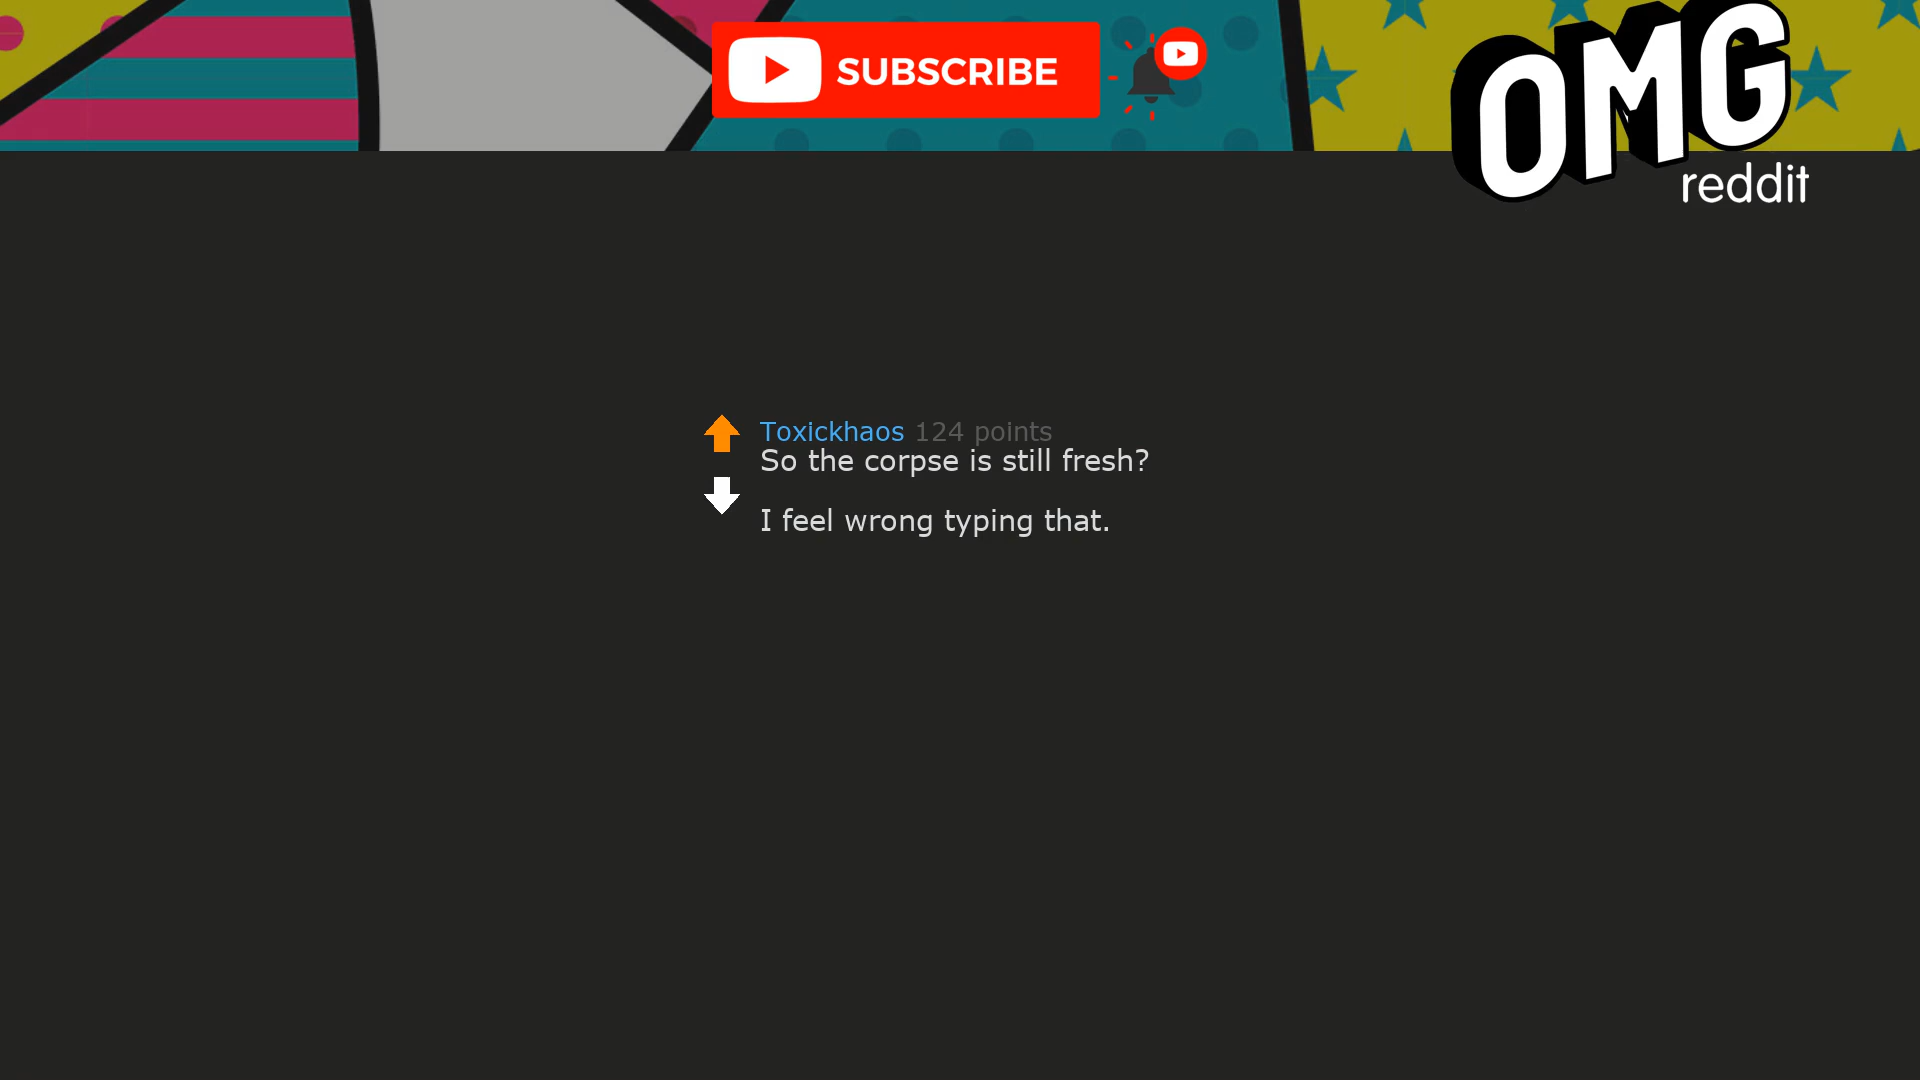 SUBSCRIBE
OMG
reddit
Toxickhaos 124 points
So the corpse is still fresh?
I feel wrong typing that.